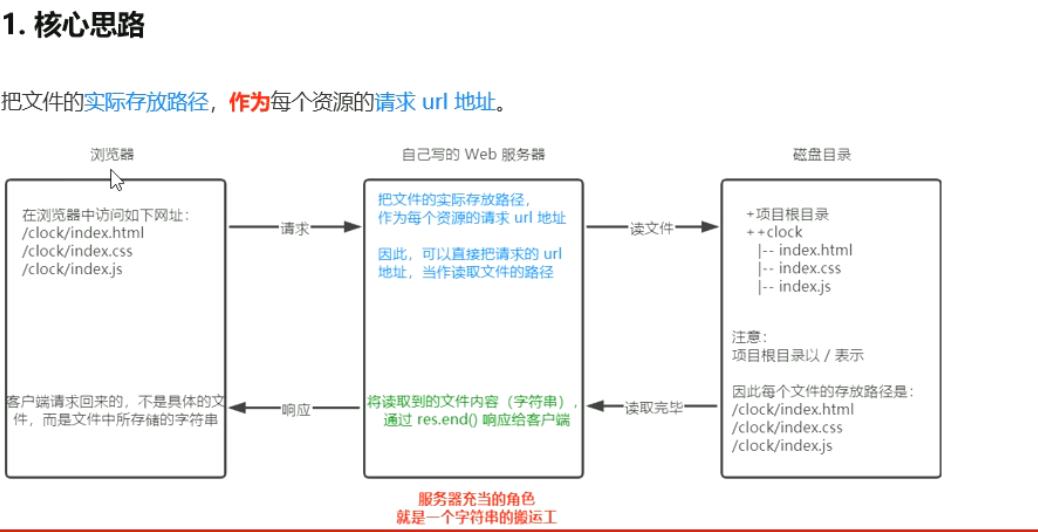 1. 核心思路
把文件的实际存放路径，作为每个资源的请求 url 地址。
浏览器
在浏览器中访问如下网址：
/clock/index.html
/clock/index.css
/clock/index.js
客户端请求回来的，不是具体的文
件，而是文件中所存储的字符串
请求
响应
自己写的 Web 服务器
把文件的实际存放路径，
作为每个资源的请求 url 地址
因此，可以直接把请求的 url
地址，当作读取文件的路径
将读取到的文件内容（字符串），
通过 res.end() 响应给客户端
服务器充当的角色
就是一个字符串的搬运工
读文件
读取完毕
磁盘目录
+项目根目录
++clock
|-- index.html
|-- index.css
|-- index.js
注意：
项目根目录以 / 表示
因此每个文件的存放路径是：
/clock/index.html
/clock/index.css
/clock/index.js